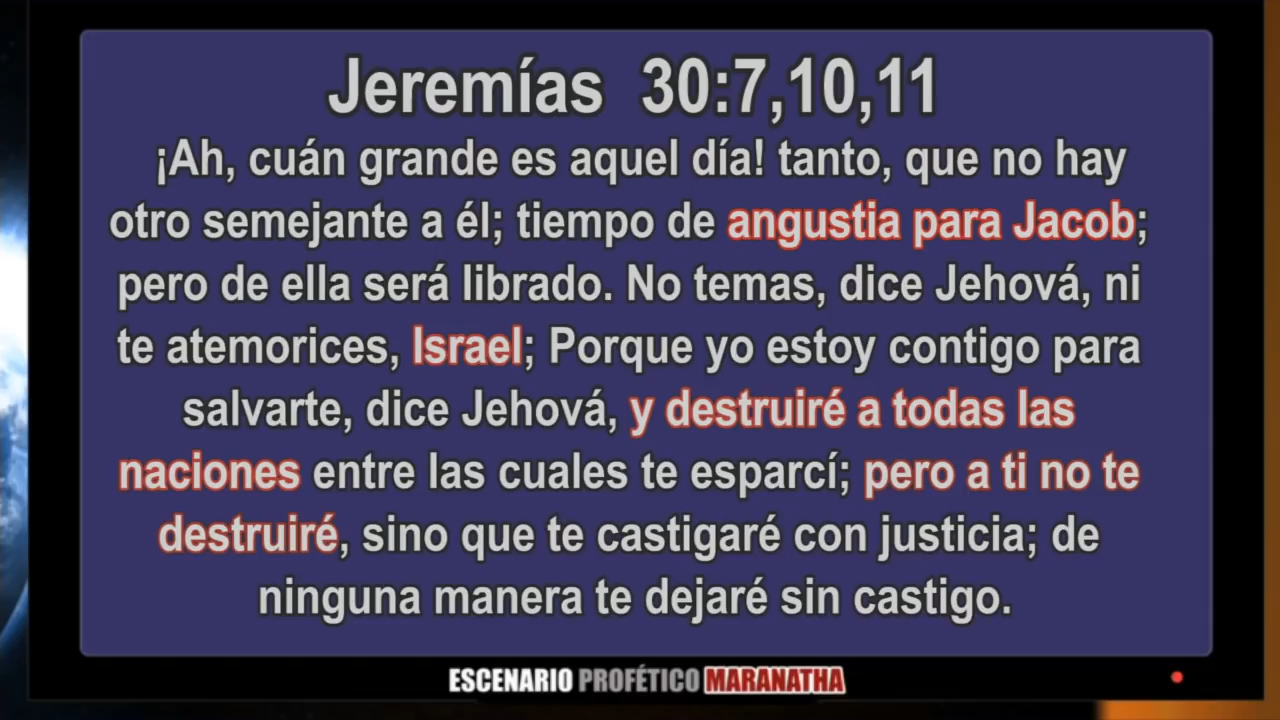 Jeremías 30:7,10,11
¡Ah, cuán grande es aquel día! tanto, que no hay
otro semejante a él; tiempo de angustia para Jacob;
pero de ella será librado. No temas, dice Jehová, ni
te atemorices, Israel; Porque yo estoy contigo para
salvarte, dice Jehová, y destruiré a todas las
naciones entre las cuales te esparcí; pero a ti no te
destruiré, sino que te castigaré con justicia; de
ninguna manera te dejaré sin castigo.
ESCENARIO PROFÉTICO MARANATHA